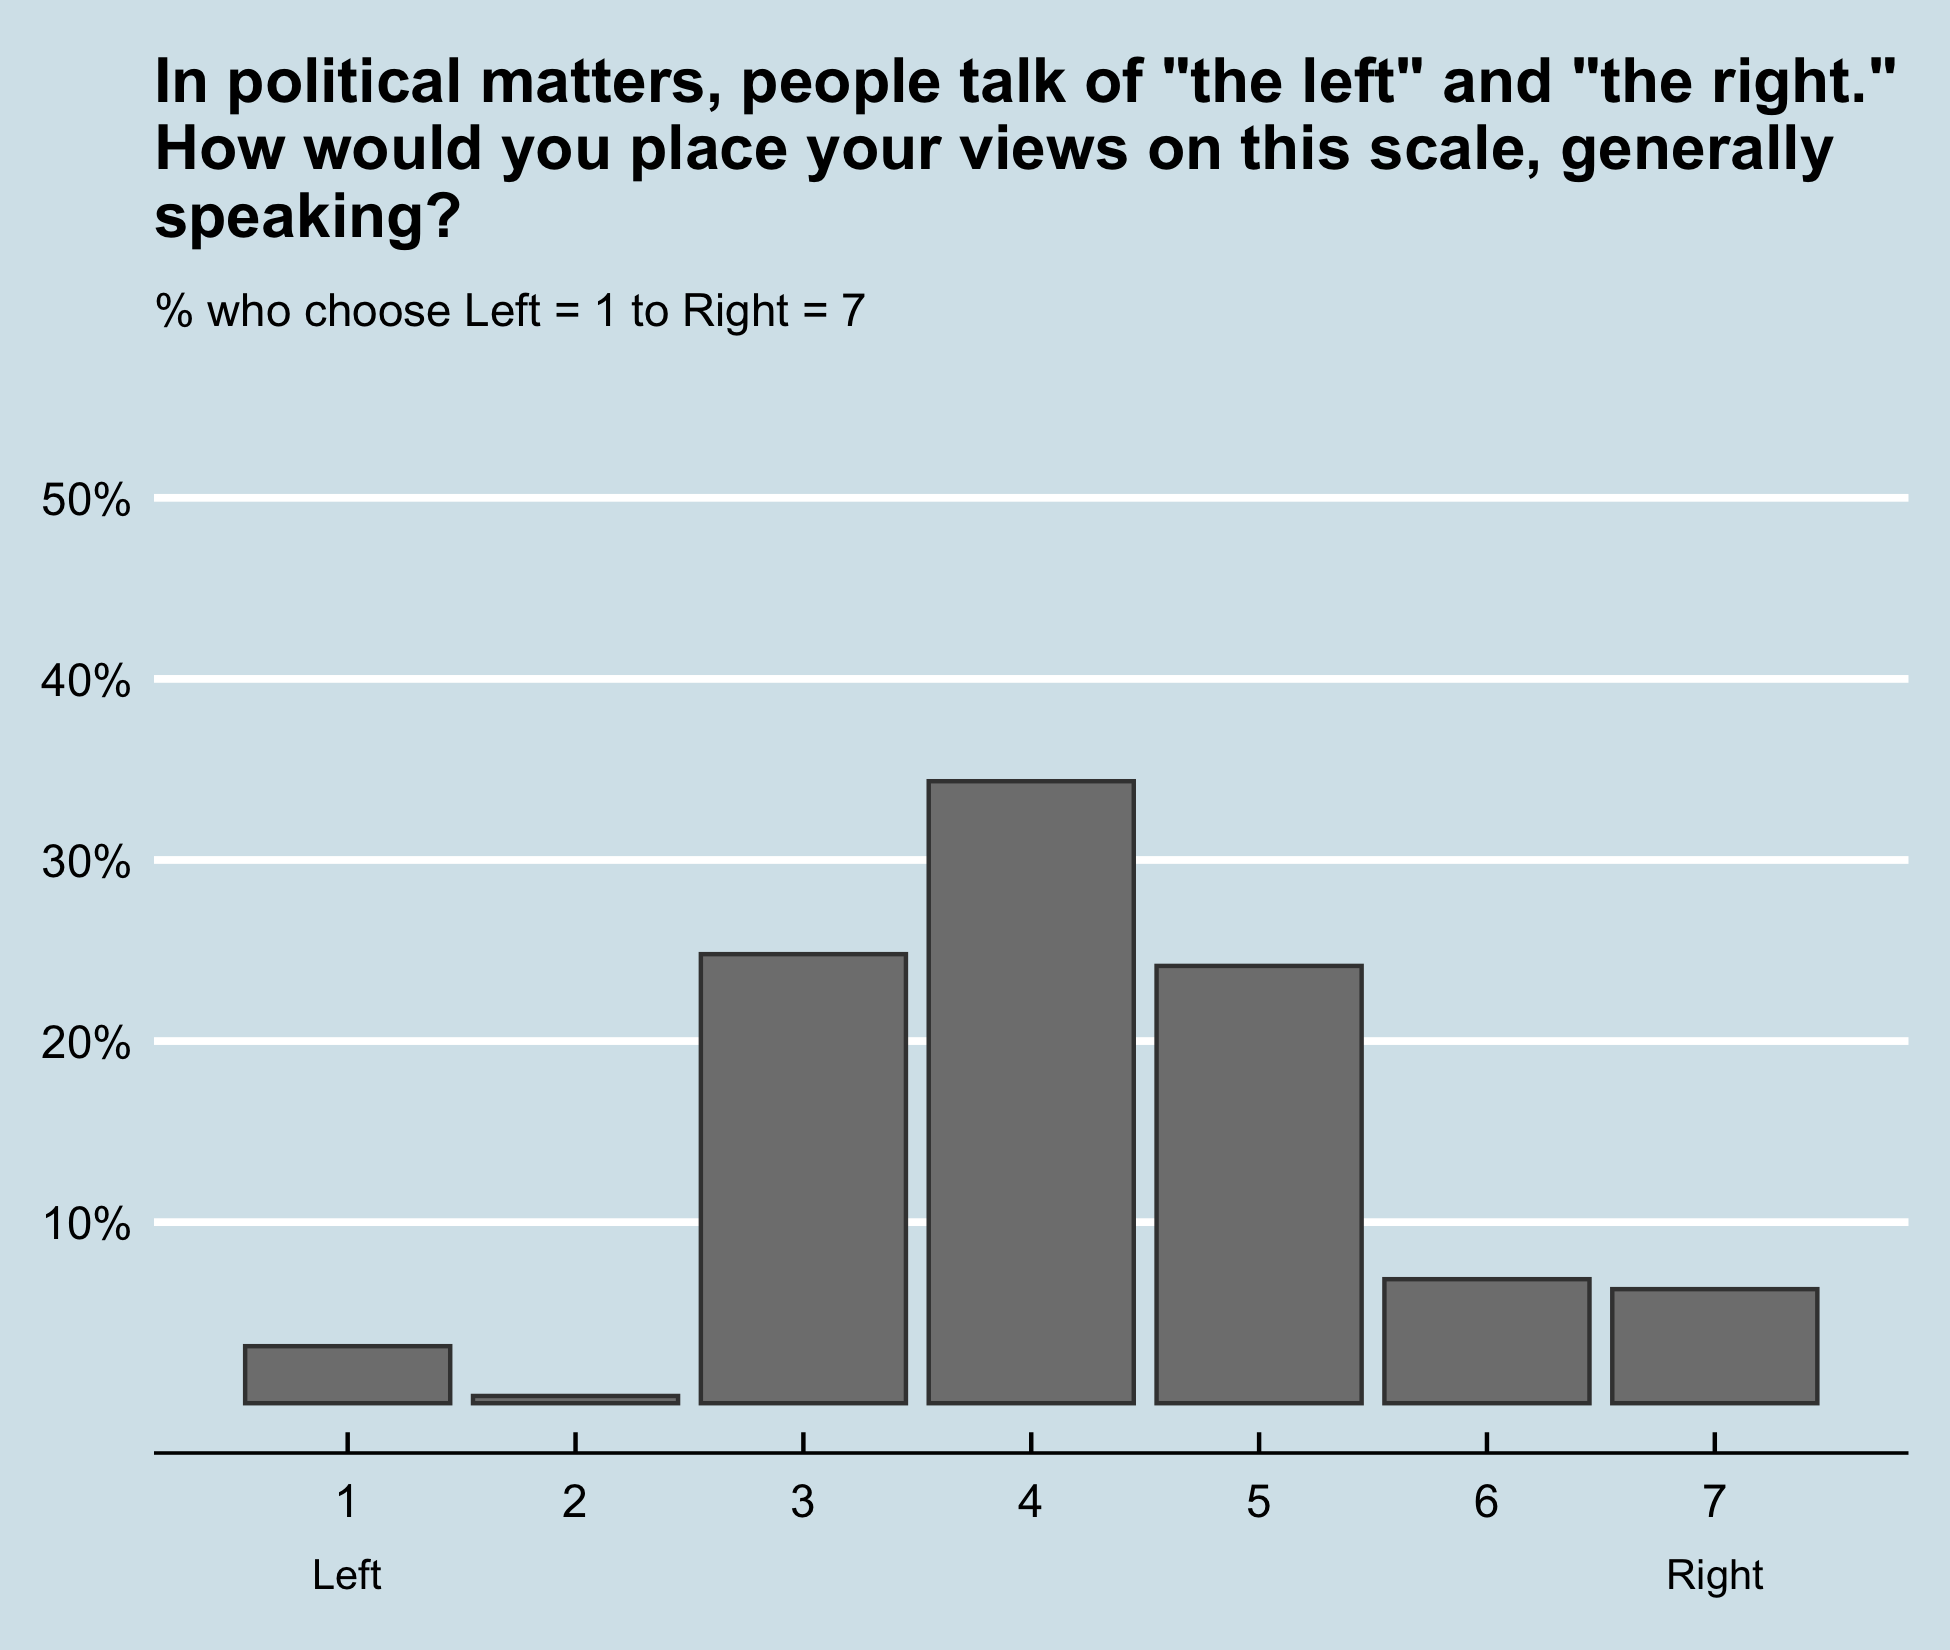 In political matters, people talk of "the left" and "the right."
How would you place your views on this scale, generally
speaking?
% who choose Left = 1 to Right = 7
50%
40%
30%
20%
10%
1 2 3 4 5 6 7
Left Right